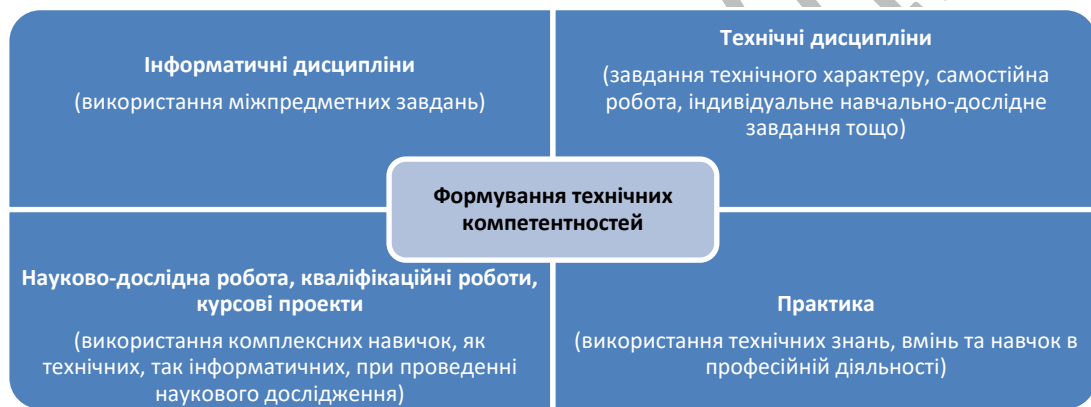 Інформатичні дисципліни
(використання міжпредметних завдань)
Технічні дисципліни
(завдання технічного характеру, самостійна
робота, індивідуальне навчально-дослідне
завдання тощо)
Формування технічних
компетентностей
Науково-дослідна робота, кваліфікаційні роботи,
курсові проекти
(використання комплексних навичок, як
технічних, так інформатичних, при проведенні
наукового дослідження)
Практика
(використання технічних знань, вмінь та навчок в
професійній діяльності)